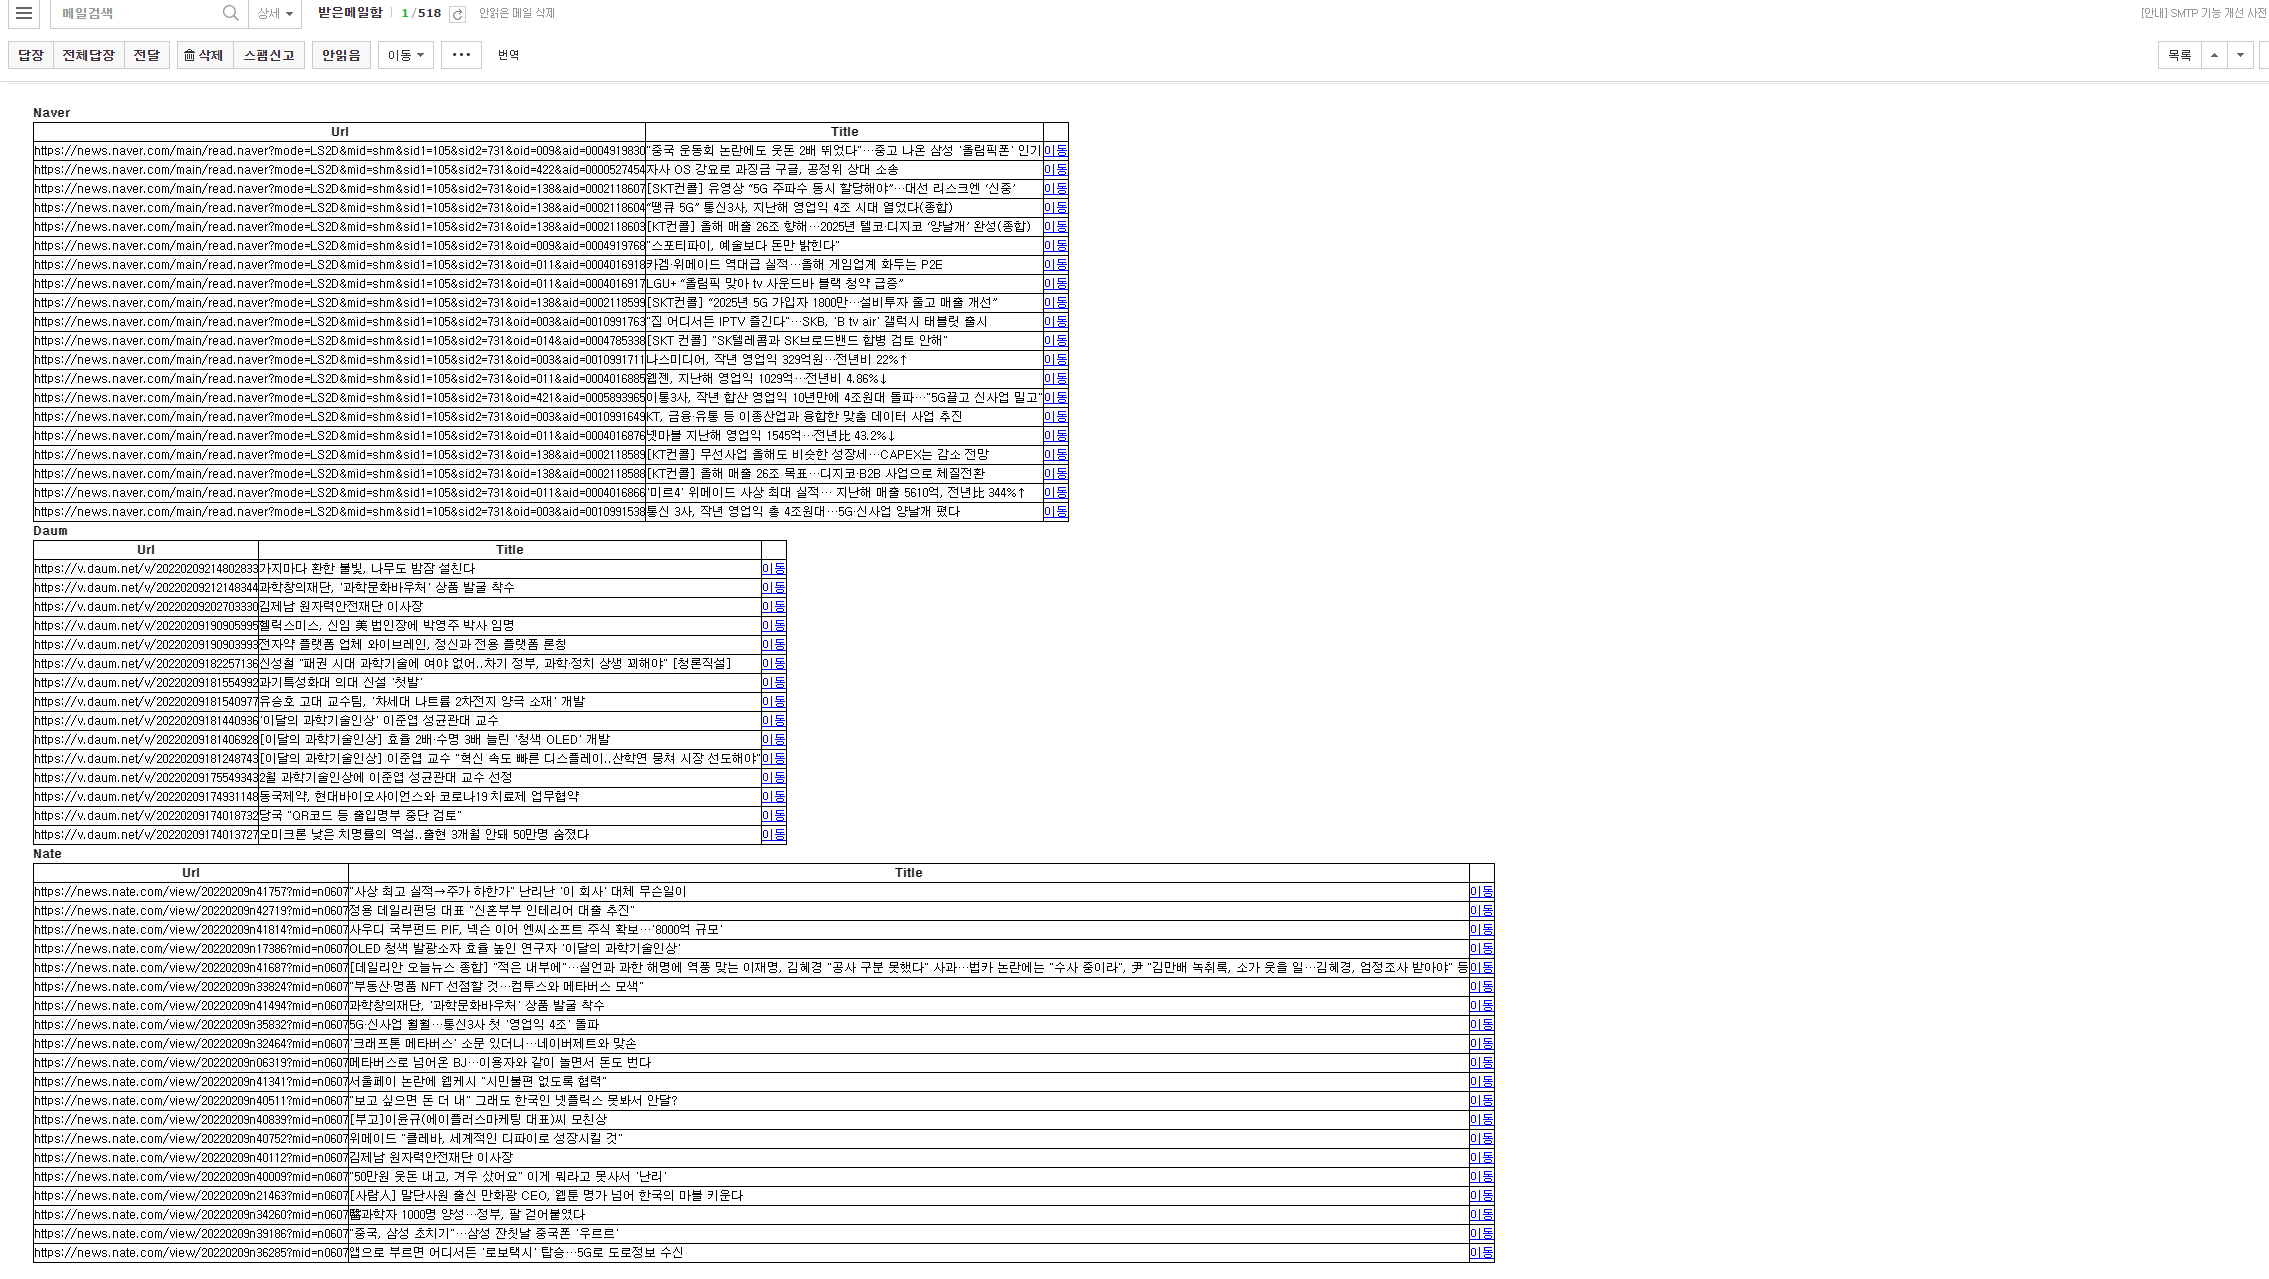 메일검색 상세 받은메일함 1/518 안읽은 메일 삭제 [안내] SMTP 기능 개선 사전
답장 전체답장 전달 삭제 스팸신고 안읽음 이동 ••• 번역 목록
Naver
Url Title
https://news.naver.com/main/read.naver?mode=LS2D&mid=shm&sid1=105&sid2=731&oid=009&aid=0004919830 "중국 운동회 논란에도 웃돈 2배 뛰었다"…중고 나온 삼성 '올림픽폰' 인기 이동
https://news.naver.com/main/read.naver?mode=LS2D&mid=shm&sid1=105&sid2=731&oid=422&aid=0000527454 자사 OS 강요로 과징금 구글, 공정위 상대 소송 이동
https://news.naver.com/main/read.naver?mode=LS2D&mid=shm&sid1=105&sid2=731&oid=138&aid=0002118607 [SKT컨콜] 유영상 “5G 주파수 동시 할당해야”…대선 리스크엔 ‘신중’ 이동
https://news.naver.com/main/read.naver?mode=LS2D&mid=shm&sid1=105&sid2=731&oid=138&aid=0002118604 “땡큐 5G” 통신3사, 지난해 영업익 4조 시대 열었다(종합) 이동
https://news.naver.com/main/read.naver?mode=LS2D&mid=shm&sid1=105&sid2=731&oid=138&aid=0002118603 [KT컨콜] 올해 매출 26조 향해…2025년 텔코·디지코 ‘양날개’ 완성(종합) 이동
https://news.naver.com/main/read.naver?mode=LS2D&mid=shm&sid1=105&sid2=731&oid=009&aid=0004919768 "스포티파이, 예술보다 돈만 밝힌다" 이동
https://news.naver.com/main/read.naver?mode=LS2D&mid=shm&sid1=105&sid2=731&oid=011&aid=0004016918 카겜·위메이드 역대급 실적…올해 게임업계 화두는 P2E 이동
https://news.naver.com/main/read.naver?mode=LS2D&mid=shm&sid1=105&sid2=731&oid=011&aid=0004016917 LGU+ “올림픽 맞아 tv 사운드바 블랙 청약 급증” 이동
https://news.naver.com/main/read.naver?mode=LS2D&mid=shm&sid1=105&sid2=731&oid=138&aid=0002118599 [SKT컨콜] “2025년 5G 가입자 1800만…설비투자 줄고 매출 개선” 이동
https://news.naver.com/main/read.naver?mode=LS2D&mid=shm&sid1=105&sid2=731&oid=003&aid=0010991763 "집 어디서든 IPTV 즐긴다"…SKB, 'B tv air' 갤럭시 태블릿 출시 이동
https://news.naver.com/main/read.naver?mode=LS2D&mid=shm&sid1=105&sid2=731&oid=014&aid=0004785338 [SKT 컨콜] "SK텔레콤과 SK브로드밴드 합병 검토 안해" 이동
https://news.naver.com/main/read.naver?mode=LS2D&mid=shm&sid1=105&sid2=731&oid=003&aid=0010991711 나스미디어, 작년 영업익 329억원…전년비 22%↑ 이동
https://news.naver.com/main/read.naver?mode=LS2D&mid=shm&sid1=105&sid2=731&oid=011&aid=0004016885 웹젠, 지난해 영업익 1029억…전년비 4.86%↓ 이동
https://news.naver.com/main/read.naver?mode=LS2D&mid=shm&sid1=105&sid2=731&oid=421&aid=0005893965 이통3사, 작년 합산 영업익 10년만에 4조원대 돌파…"5G끌고 신사업 밀고" 이동
https://news.naver.com/main/read.naver?mode=LS2D&mid=shm&sid1=105&sid2=731&oid=003&aid=0010991649 KT, 금융·유통 등 이종산업과 융합한 맞춤 데이터 사업 추진 이동
https://news.naver.com/main/read.naver?mode=LS2D&mid=shm&sid1=105&sid2=731&oid=011&aid=0004016876 넷마블 지난해 영업익 1545억…전년比 43.2%↓ 이동
https://news.naver.com/main/read.naver?mode=LS2D&mid=shm&sid1=105&sid2=731&oid=138&aid=0002118589 [KT컨콜] 무선사업 올해도 비슷한 성장세…CAPEX는 감소 전망 이동
https://news.naver.com/main/read.naver?mode=LS2D&mid=shm&sid1=105&sid2=731&oid=138&aid=0002118588 [KT컨콜] 올해 매출 26조 목표…디지코·B2B 사업으로 체질전환 이동
https://news.naver.com/main/read.naver?mode=LS2D&mid=shm&sid1=105&sid2=731&oid=011&aid=0004016866 '미르4' 위메이드 사상 최대 실적… 지난해 매출 5610억, 전년比 344%↑ 이동
https://news.naver.com/main/read.naver?mode=LS2D&mid=shm&sid1=105&sid2=731&oid=003&aid=0010991538 통신 3사, 작년 영업익 총 4조원대…5G·신사업 양날개 폈다 이동
Daum
Url Title
https://v.daum.net/v/20220209214802833 가지마다 환한 불빛, 나무도 밤잠 설친다 이동
https://v.daum.net/v/20220209212148344 과학창의재단, '과학문화바우처' 상품 발굴 착수 이동
https://v.daum.net/v/20220209202703330 김제남 원자력안전재단 이사장 이동
https://v.daum.net/v/20220209190905995 헬릭스미스, 신임 美 법인장에 박영주 박사 임명 이동
https://v.daum.net/v/20220209190903993 전자약 플랫폼 업체 와이브레인, 정신과 전용 플랫폼 론칭 이동
https://v.daum.net/v/20220209182257136 신성철 "패권 시대 과학기술에 여야 없어..차기 정부, 과학·정치 상생 꾀해야" [청론직설] 이동
https://v.daum.net/v/20220209181554992 과기특성화대 의대 신설 '첫발' 이동
https://v.daum.net/v/20220209181540977 유승호 고대 교수팀, '차세대 나트륨 2차전지 양극 소재' 개발 이동
https://v.daum.net/v/20220209181440936 '이달의 과학기술인상' 이준엽 성균관대 교수 이동
https://v.daum.net/v/20220209181406928 [이달의 과학기술인상] 효율 2배·수명 3배 늘린 '청색 OLED' 개발 이동
https://v.daum.net/v/20220209181248743 [이달의 과학기술인상] 이준엽 교수 "혁신 속도 빠른 디스플레이..산학연 뭉쳐 시장 선도해야" 이동
https://v.daum.net/v/20220209175549343 2월 과학기술인상에 이준엽 성균관대 교수 선정 이동
https://v.daum.net/v/20220209174931148 동국제약, 현대바이오사이언스와 코로나19 치료제 업무협약 이동
https://v.daum.net/v/20220209174018732 당국 "QR코드 등 출입명부 중단 검토" 이동
https://v.daum.net/v/20220209174013727 오미크론 낮은 치명률의 역설..출현 3개월 안돼 50만명 숨졌다 이동
Nate
Url Title
https://news.nate.com/view/20220209n41757?mid=n0607 "사상 최고 실적→주가 하한가" 난리난 '이 회사' 대체 무슨일이 이동
https://news.nate.com/view/20220209n42719?mid=n0607 정용 데일리펀딩 대표 "신혼부부 인테리어 대출 추진" 이동
https://news.nate.com/view/20220209n41814?mid=n0607 사우디 국부펀드 PIF, 넥슨 이어 엔씨소프트 주식 확보…'8000억 규모' 이동
https://news.nate.com/view/20220209n17386?mid=n0607 OLED 청색 발광소자 효율 높인 연구자 '이달의 과학기술인상' 이동
https://news.nate.com/view/20220209n41687?mid=n0607 [데일리안 오늘뉴스 종합] "적은 내부에"…실언과 과한 해명에 역풍 맞는 이재명, 김혜경 "공사 구분 못했다" 사과…법카 논란에는 "수사 중이라", 尹 "김만배 녹취록, 소가 웃을 일…김혜경, 엄정조사 받아야" 등 이동
https://news.nate.com/view/20220209n33824?mid=n0607 "부동산·명품 NFT 선점할 것…컴투스와 메타버스 모색" 이동
https://news.nate.com/view/20220209n41494?mid=n0607 과학창의재단, '과학문화바우처' 상품 발굴 착수 이동
https://news.nate.com/view/20220209n35832?mid=n0607 5G·신사업 훨훨…통신3사 첫 '영업익 4조' 돌파 이동
https://news.nate.com/view/20220209n32464?mid=n0607 '크래프톤 메타버스' 소문 있더니…네이버제트와 맞손 이동
https://news.nate.com/view/20220209n06319?mid=n0607 메타버스로 넘어온 BJ…이용자와 같이 놀면서 돈도 번다 이동
https://news.nate.com/view/20220209n41341?mid=n0607 서울페이 논란에 웹케시 "시민불편 없도록 협력" 이동
https://news.nate.com/view/20220209n40511?mid=n0607 "보고 싶으면 돈 더 내" 그래도 한국인 넷플릭스 못봐서 안달? 이동
https://news.nate.com/view/20220209n40839?mid=n0607 [부고]이윤규(에이플러스마케팅 대표)씨 모친상 이동
https://news.nate.com/view/20220209n40752?mid=n0607 위메이드 "클레바, 세계적인 디파이로 성장시킬 것" 이동
https://news.nate.com/view/20220209n40112?mid=n0607 김제남 원자력안전재단 이사장 이동
https://news.nate.com/view/20220209n40009?mid=n0607 "50만원 웃돈 내고, 겨우 샀어요" 이게 뭐라고 못사서 '난리' 이동
https://news.nate.com/view/20220209n21463?mid=n0607 [사람人] 말단사원 출신 만화광 CEO, 웹툰 명가 넘어 한국의 마블 키운다 이동
https://news.nate.com/view/20220209n34260?mid=n0607 醫과학자 1000명 양성…정부, 팔 걷어붙였다 이동
https://news.nate.com/view/20220209n39186?mid=n0607 "중국, 삼성 초치기"…삼성 잔칫날 중국폰 '우르르' 이동
https://news.nate.com/view/20220209n36285?mid=n0607 앱으로 부르면 어디서든 '로보택시' 탑승…5G로 도로정보 수신 이동